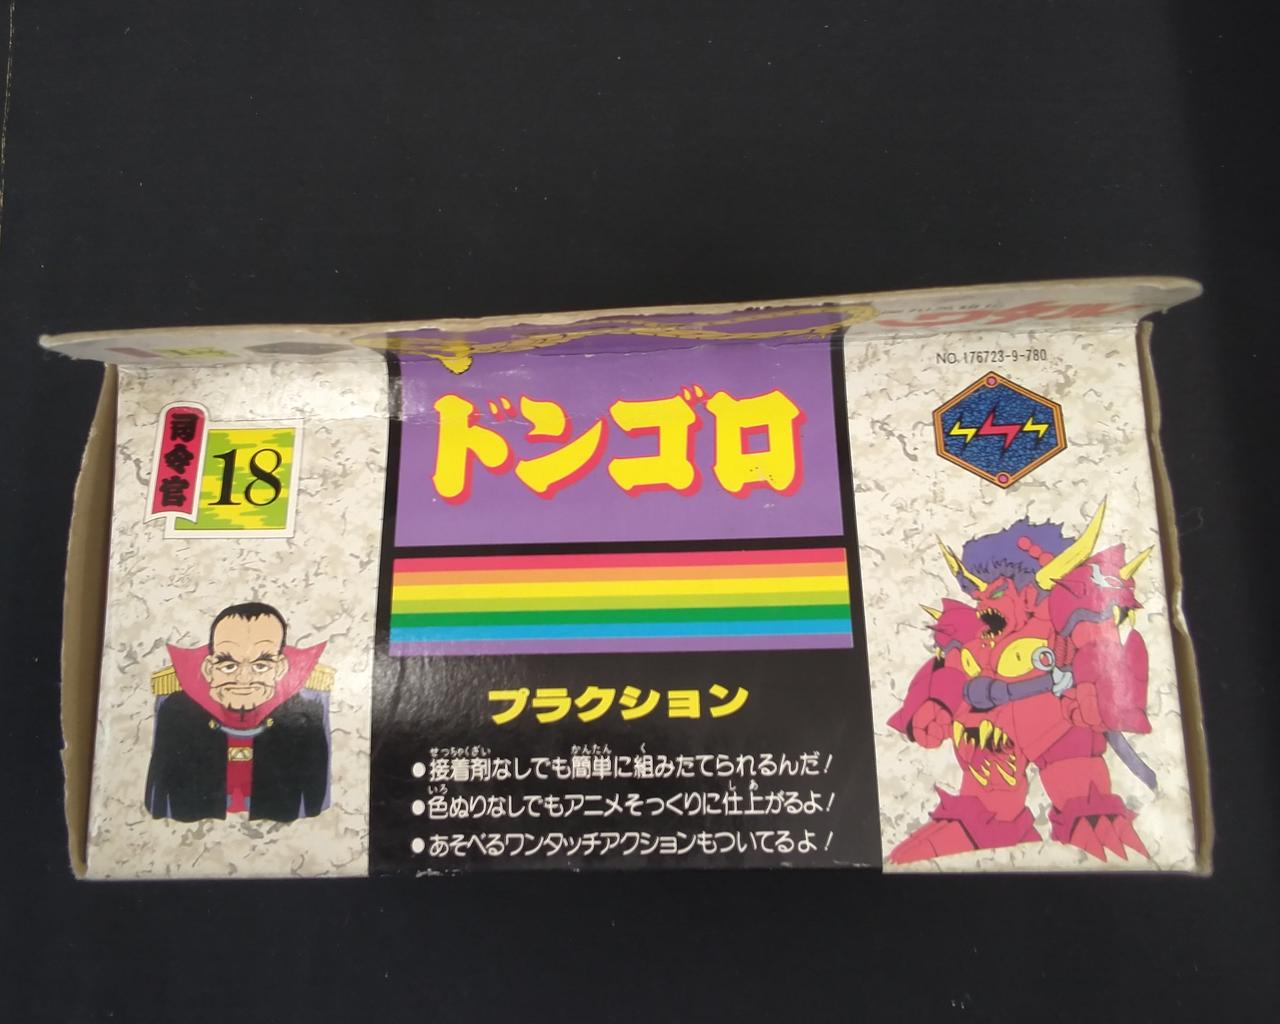 司令官
18
ドンゴロ
プラクション
●接着剤なしでも簡単に組みたてられるんだ!
●色ぬりなしでもアニメそっくりに仕上がるよ!
●あそべるワンタッチアクションもついてるよ!
NO.176723-9-780